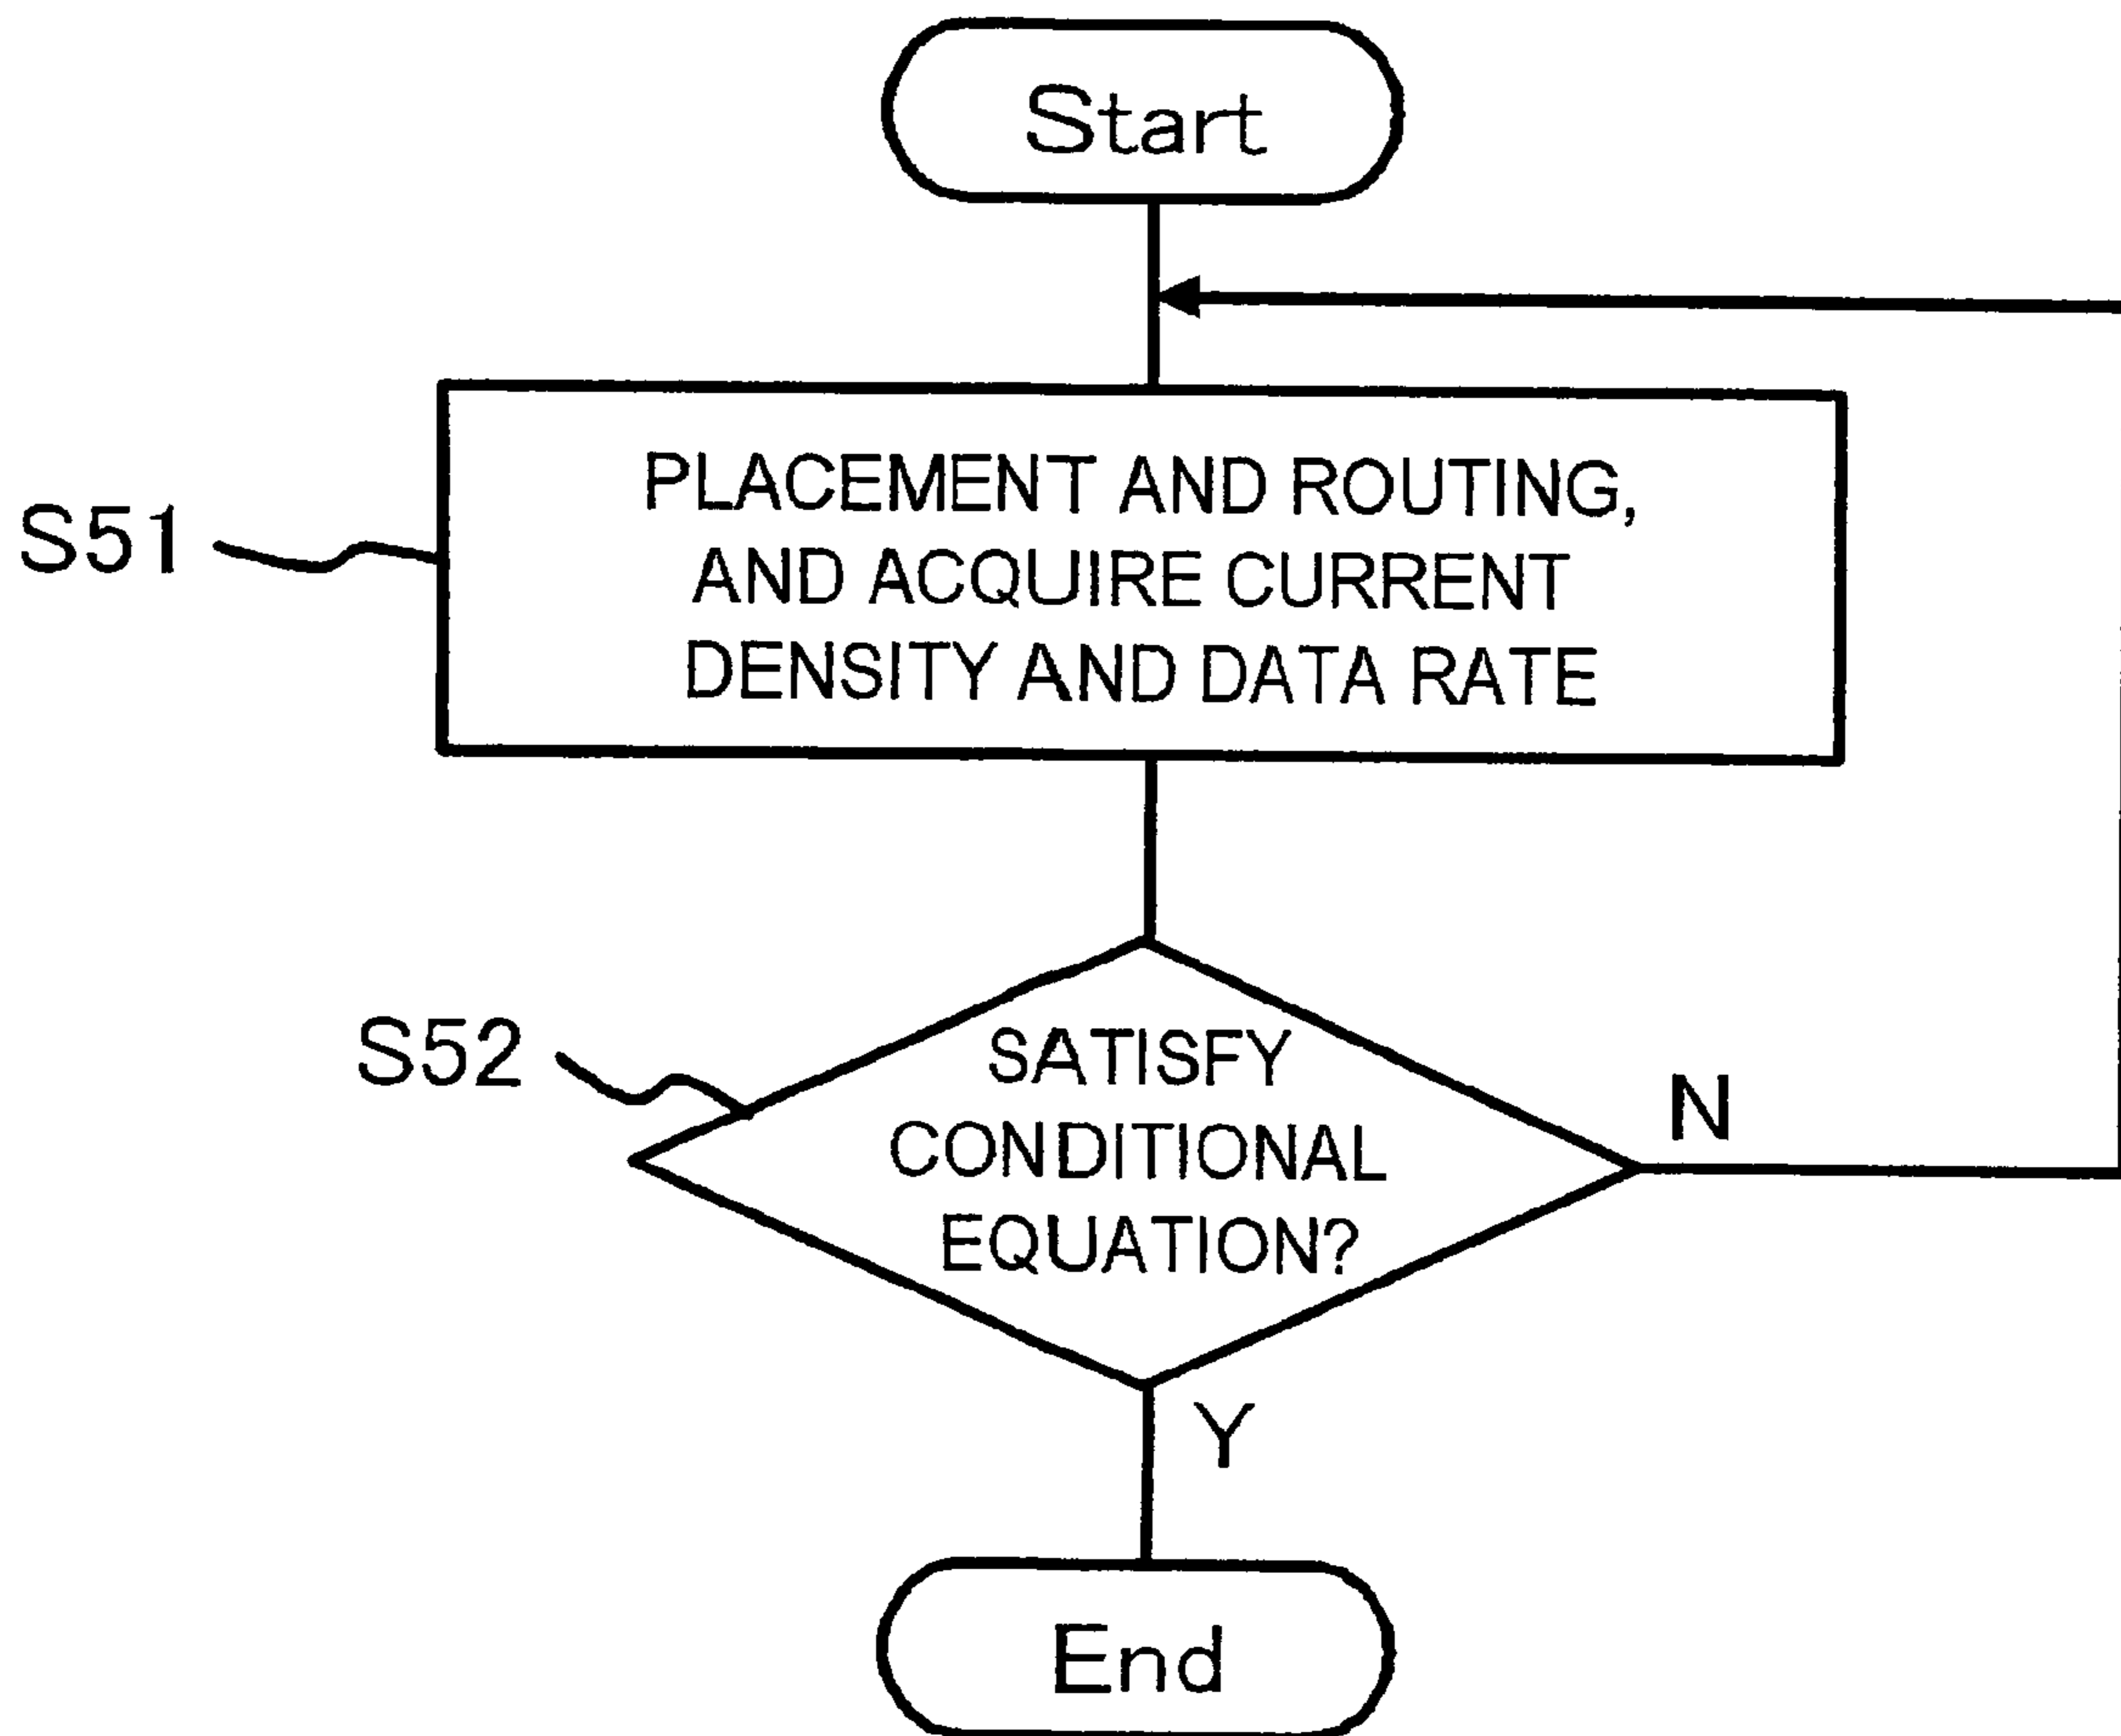 Start
S51
PLACEMENT AND ROUTING,
AND ACQUIRE CURRENT
DENSITY AND DATA RATE
S52
SATISFY
CONDITIONAL
EQUATION?
N
Y
End